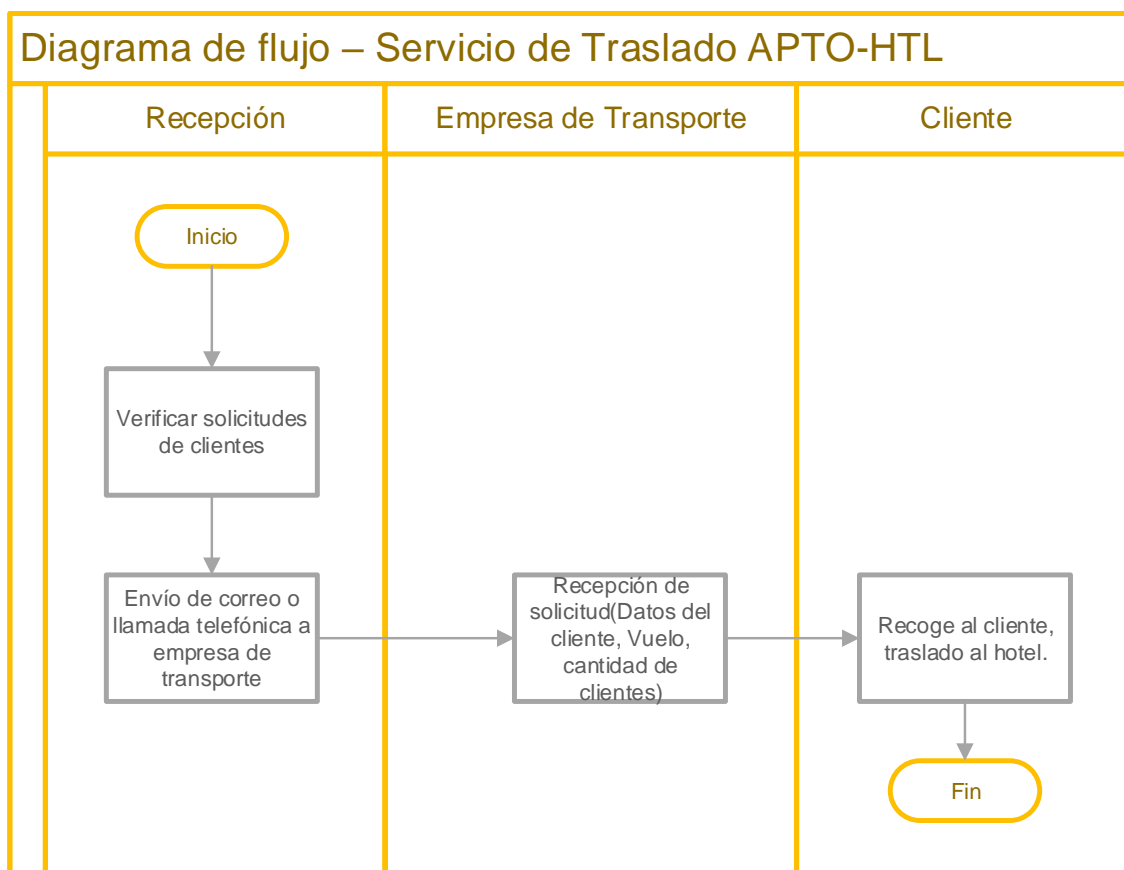 Diagrama de flujo – Servicio de Traslado APTO-HTL
Recepción
Empresa de Transporte
Cliente
Inicio
Verificar solicitudes
de clientes
Envío de correo o
llamada telefónica a
empresa de
transporte
Recepción de
solicitud(Datos del
cliente, Vuelo,
cantidad de
clientes)
Recoge al cliente,
traslado al hotel.
Fin